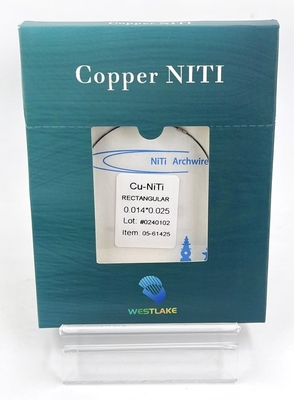 Copper NITI
NiTi Archwire
Cu-NiTi
RECTANGULAR
0.014*0.025
Lot: #0240102
Item: 05-61425
WESTLAKE